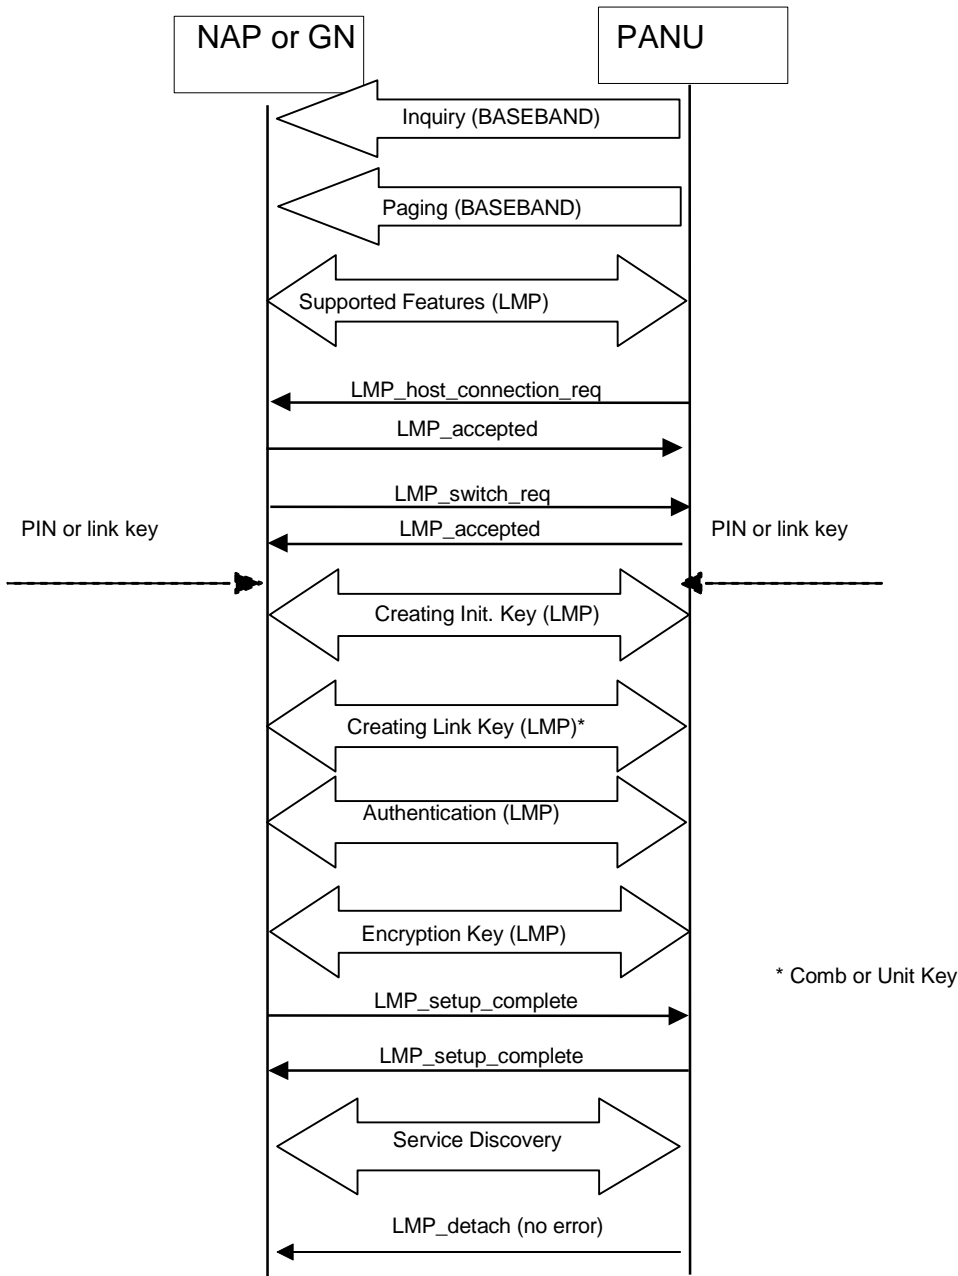 NAP or GN
PANU
Inquiry (BASEBAND)
Paging (BASEBAND)
Supported Features (LMP)
LMP_host_connection_req
LMP_accepted
LMP_switch_req
PIN or link key
LMP_accepted
PIN or link key
Creating Init. Key (LMP)
Creating Link Key (LMP)*
Authentication (LMP)
Encryption Key (LMP)
* Comb or Unit Key
LMP_setup_complete
LMP_setup_complete
Service Discovery
LMP_detach (no error)